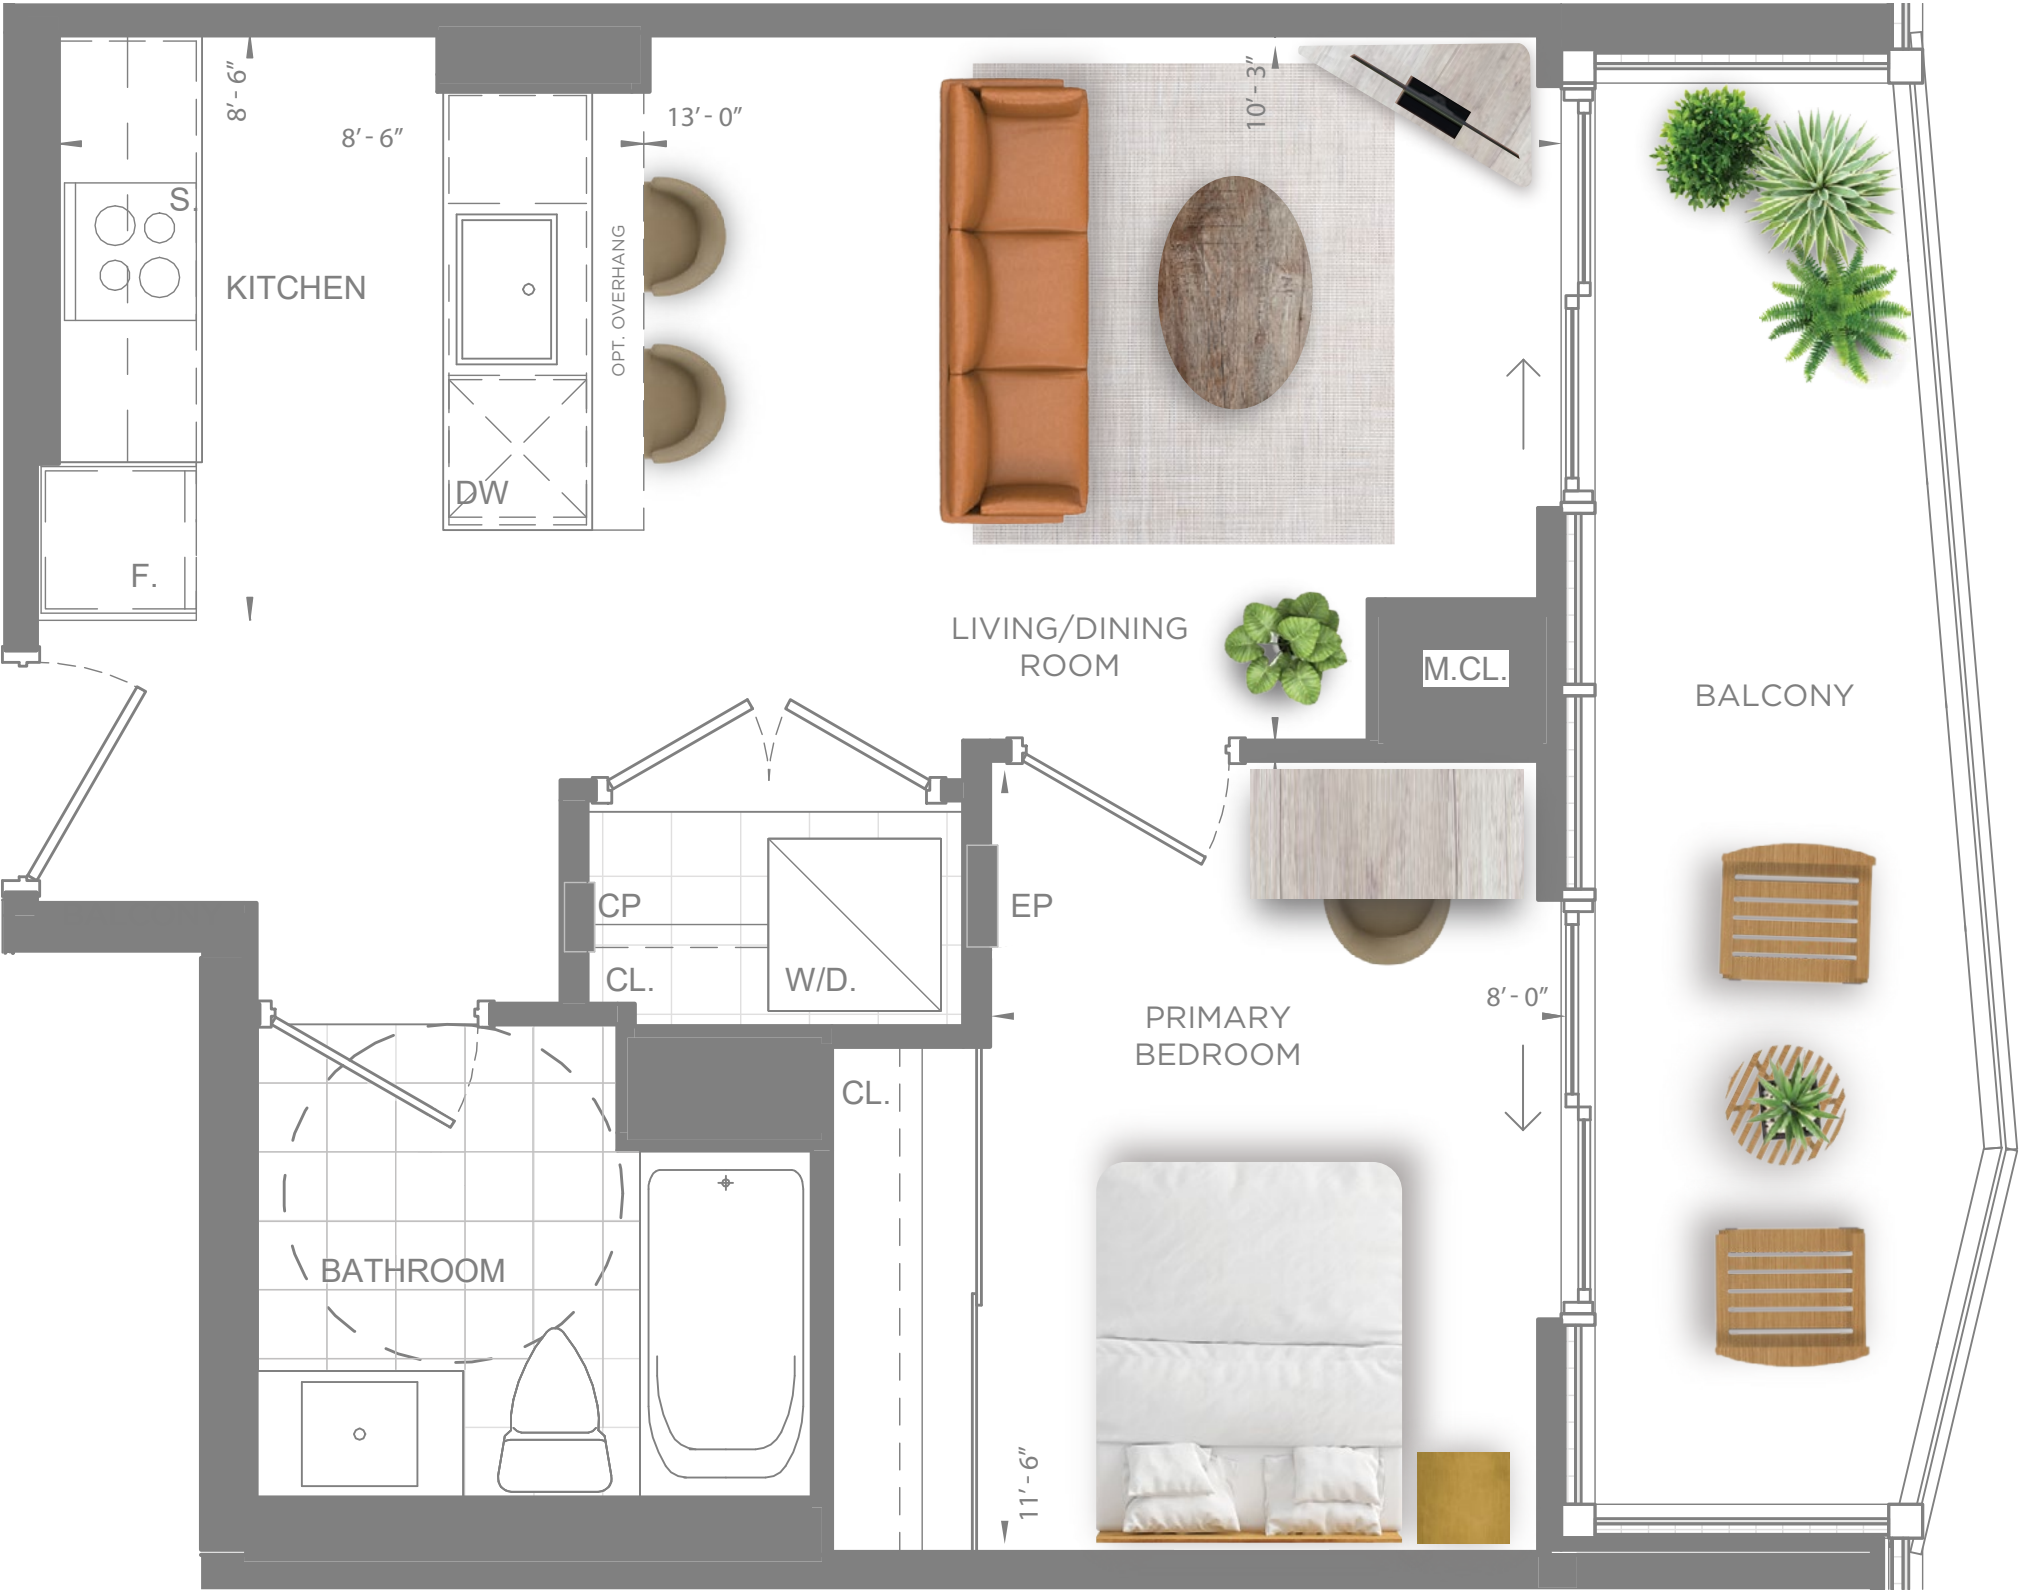 8'- 6"
8'- 6"
13'- 0"
10'- 3"
S.
KITCHEN
OPT. OVERHANG
DW
F.
LIVING/DINING
ROOM
M.CL.
BALCONY
CP
EP
CL.
W/D.
8'- 0"
PRIMARY
BEDROOM
CL.
BATHROOM
11'- 6"